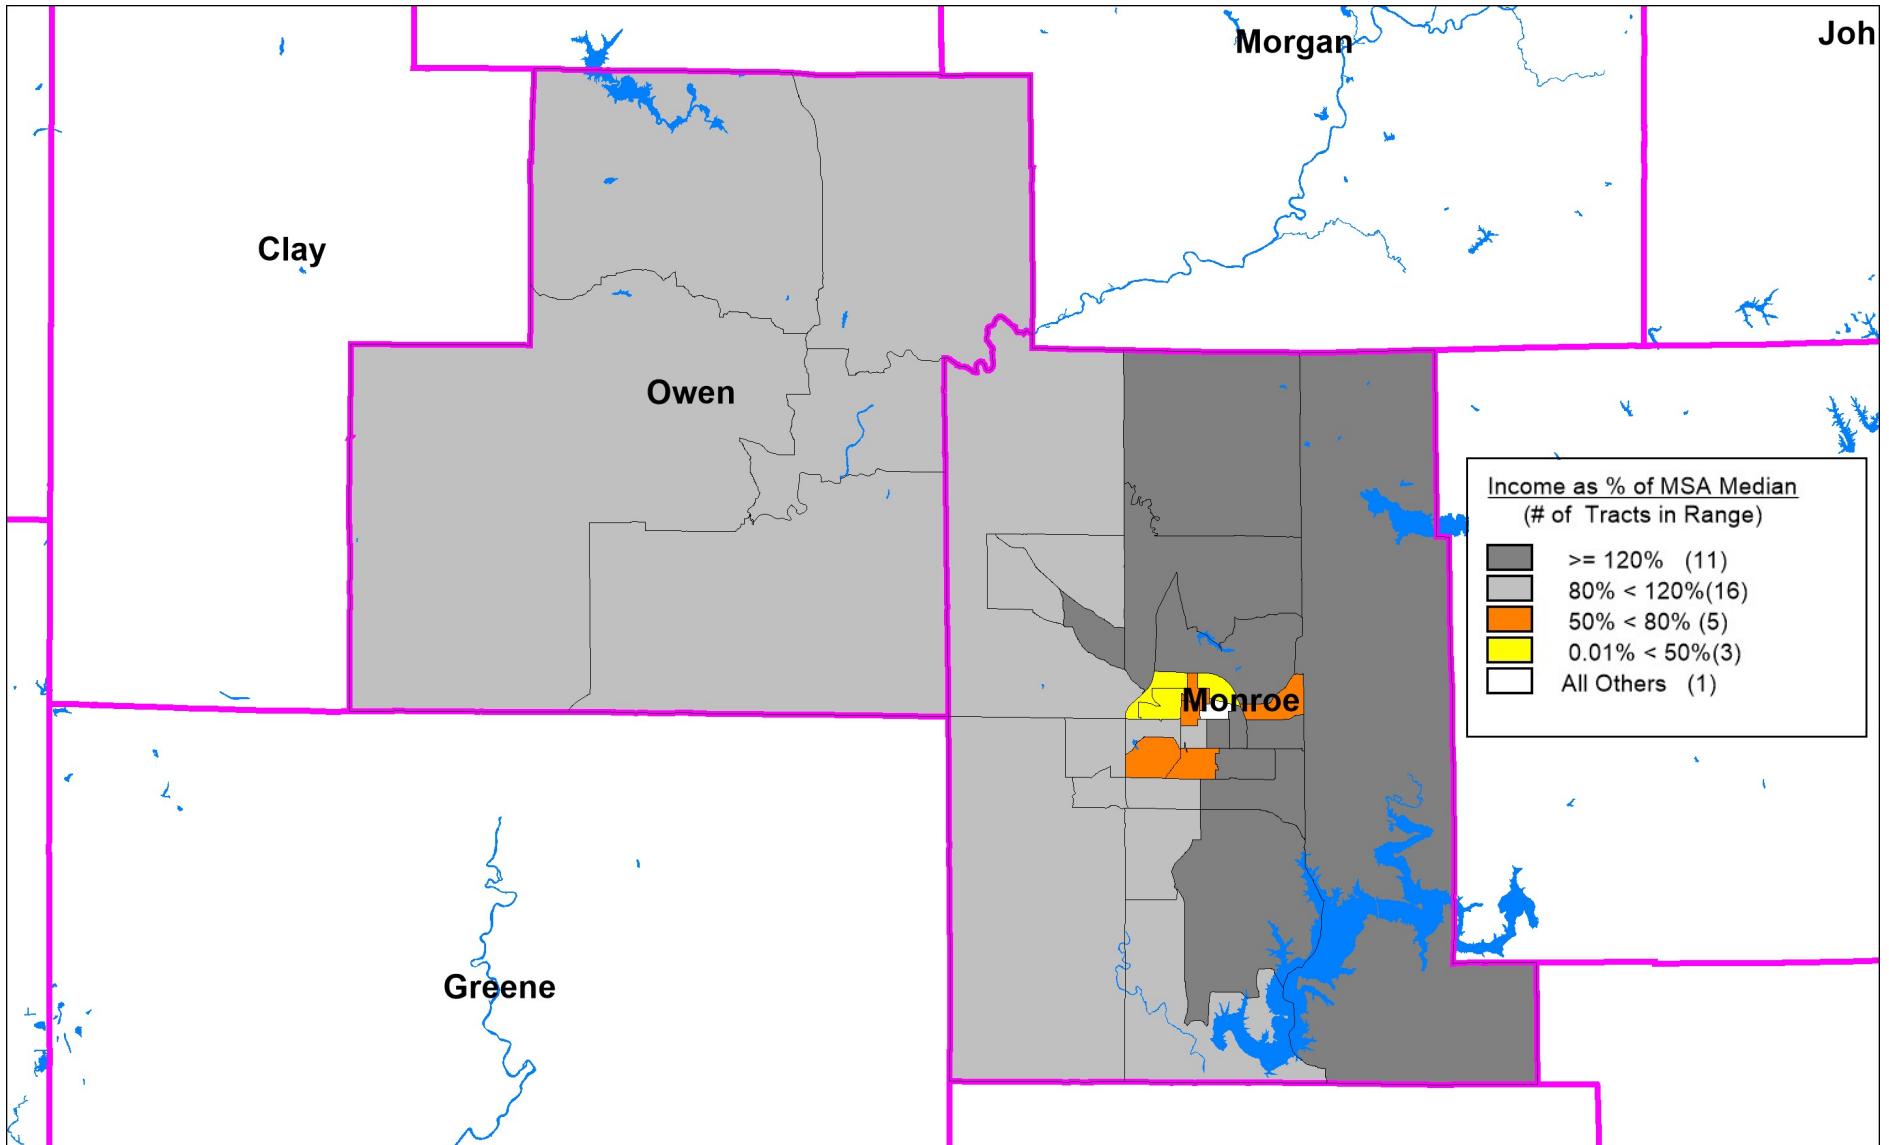 Morgan
Joh
Clay
Owen
Income as % of MSA Median
(# of Tracts in Range)
>= 120% (11)
80% < 120%(16)
50% < 80% (5)
0.01% < 50%(3)
All Others (1)
Monroe
Greene